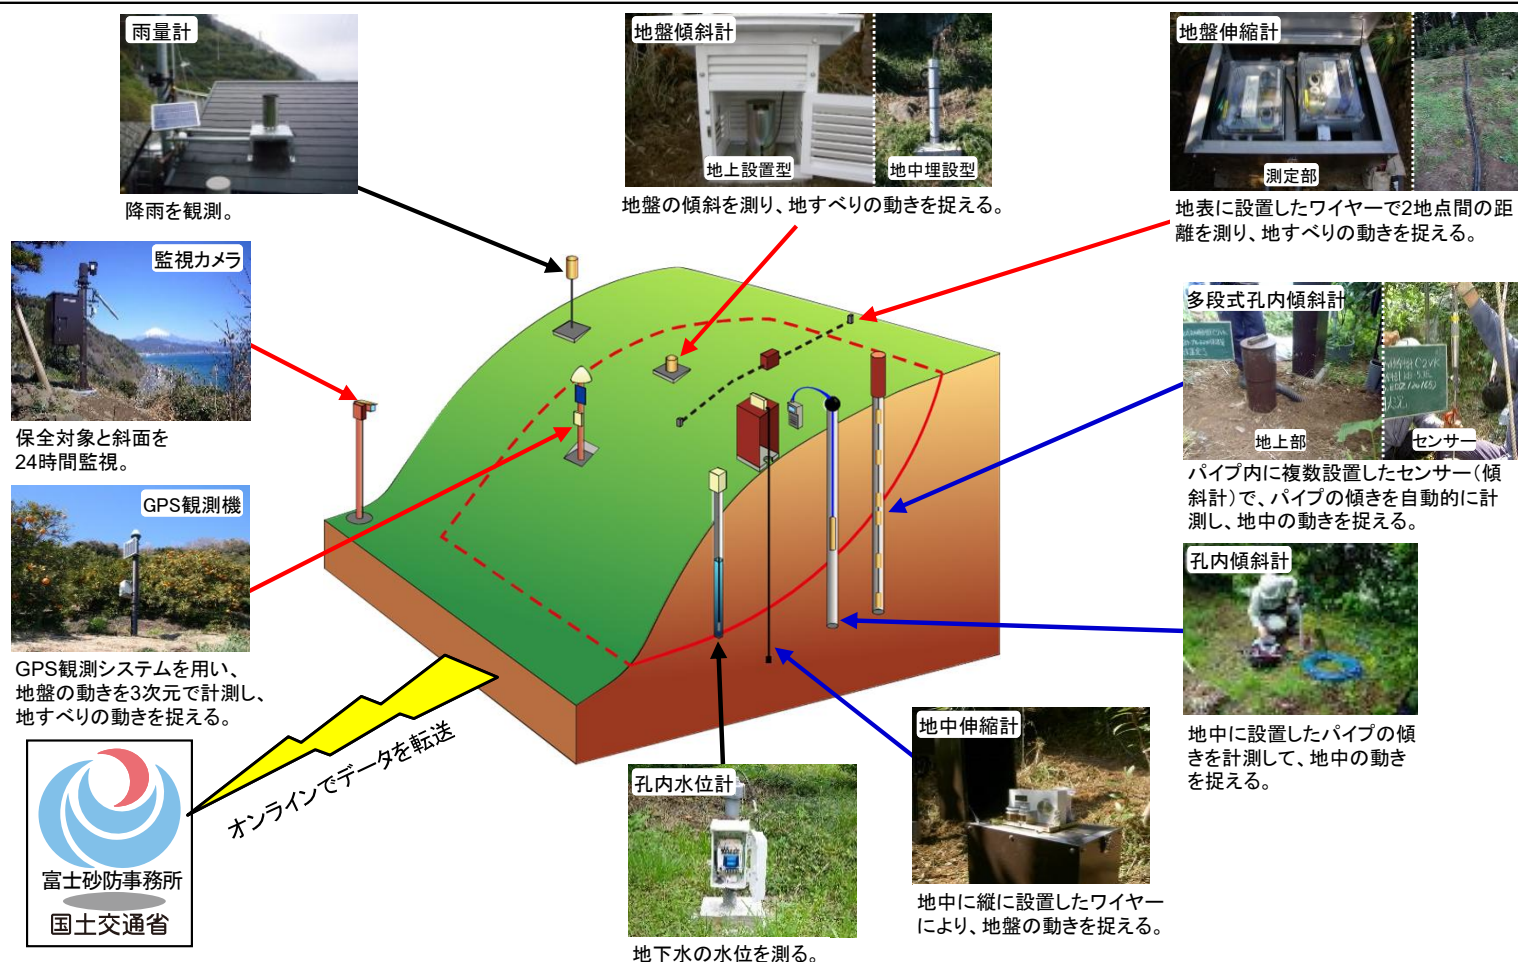 雨量計
降雨を観測。
地盤傾斜計
地上設置型
地中埋設型
地盤の傾斜を測り、地すべりの動きを捉える。
地盤伸縮計
測定部
地表に設置したワイヤーで2地点間の距
離を測り、地すべりの動きを捉える。
監視カメラ
保全対象と斜面を
24時間監視。
多段式孔内傾斜計
地上部
センサー
パイプ内に複数設置したセンサー(傾
斜計)で、パイプの傾きを自動的に計
測し、地中の動きを捉える。
GPS観測機
GPS観測システムを用い、
地盤の動きを3次元で計測し、
地すべりの動きを捉える。
孔内傾斜計
地中に設置したパイプの傾
きを計測して、地中の動き
を捉える。
オンラインでデータを転送
富士砂防事務所
国土交通省
孔内水位計
地下水の水位を測る。
地中伸縮計
地中に縦に設置したワイヤー
により、地盤の動きを捉える。